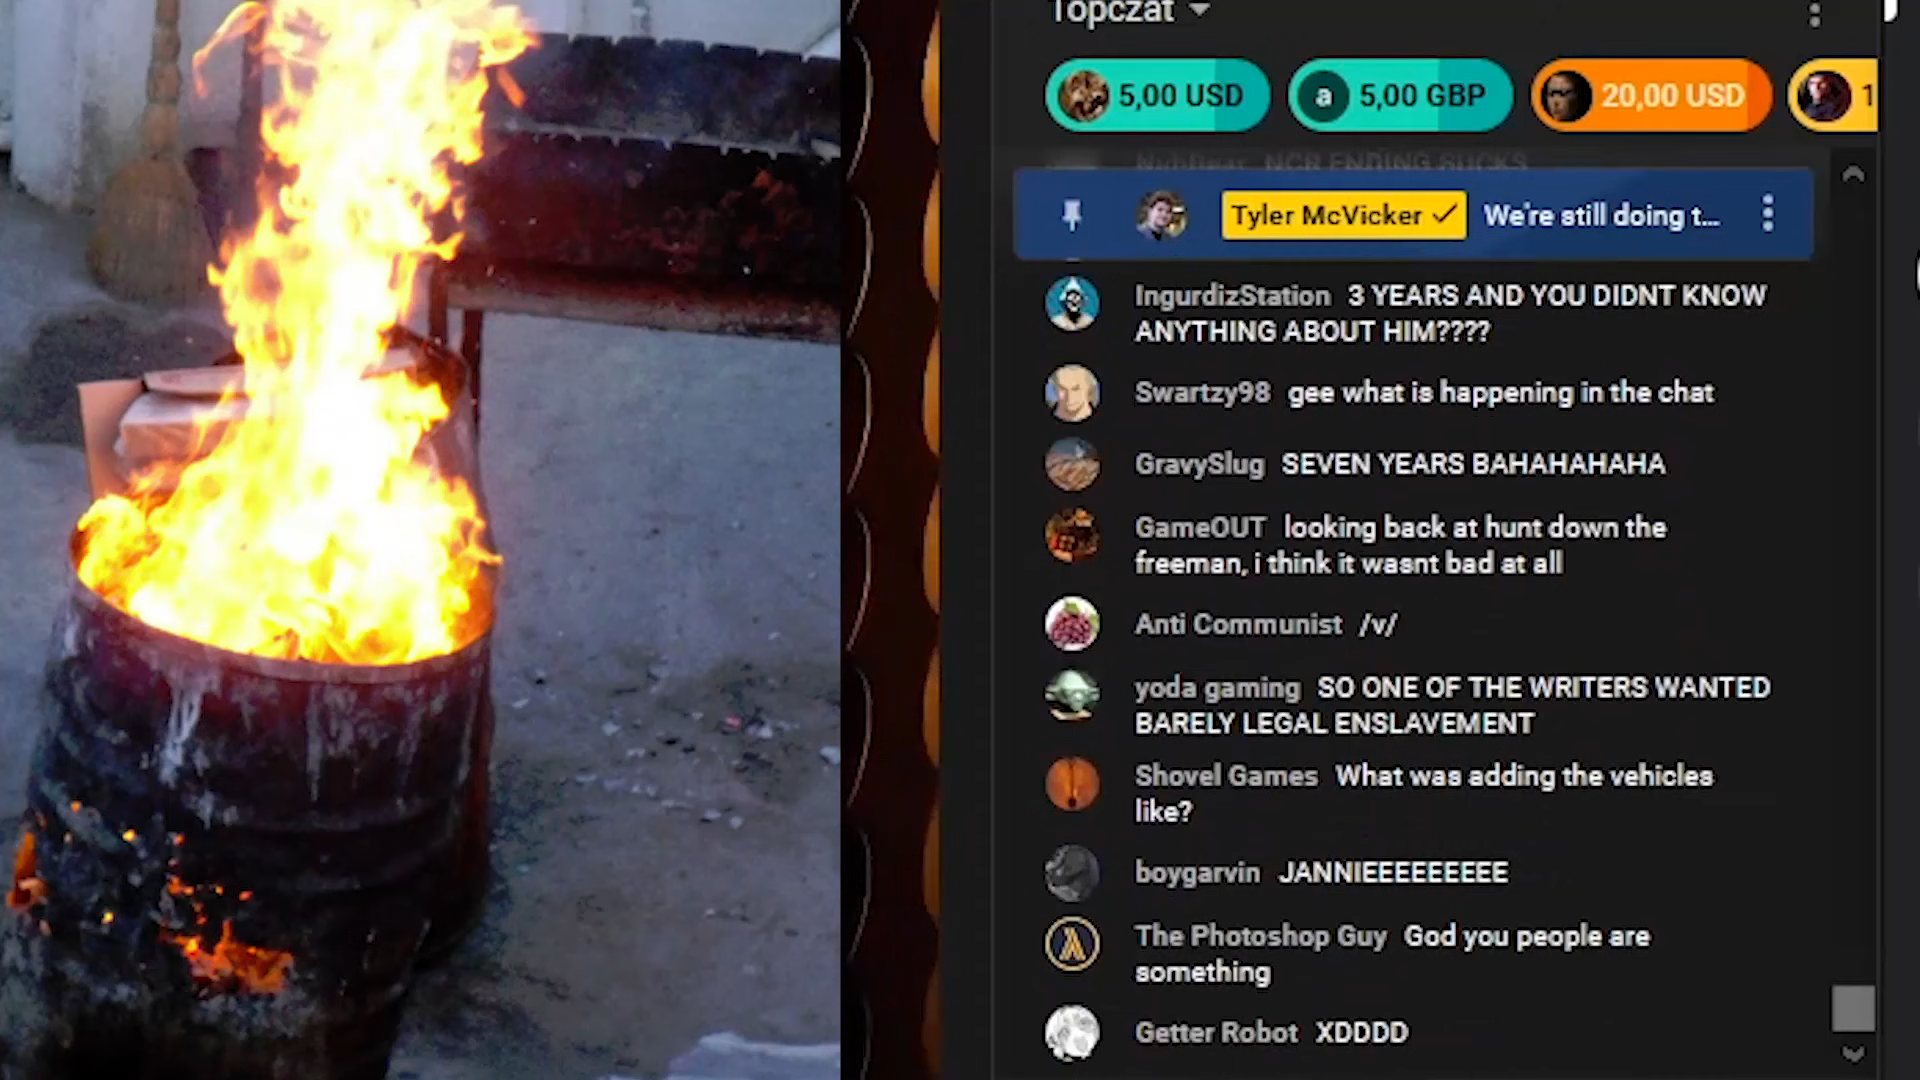 Topczat
5,00 USD
5,00 GBP
20,00 USD
1
NCR ENDING SUCKS
Tyler McVicker We're still doing t...
IngurdizStation 3 YEARS AND YOU DIDNT KNOW
ANYTHING ABOUT HIM????
Swartzy98 gee what is happening in the chat
GravySlug SEVEN YEARS BAHAHAHAHA
GameOUT looking back at hunt down the
freeman, i think it wasnt bad at all
Anti Communist /v/
yoda gaming SO ONE OF THE WRITERS WANTED
BARELY LEGAL ENSLAVEMENT
Shovel Games What was adding the vehicles
like?
boygarvin JANNIEEEEEEEEE
The Photoshop Guy God you people are
something
Getter Robot XDDDD